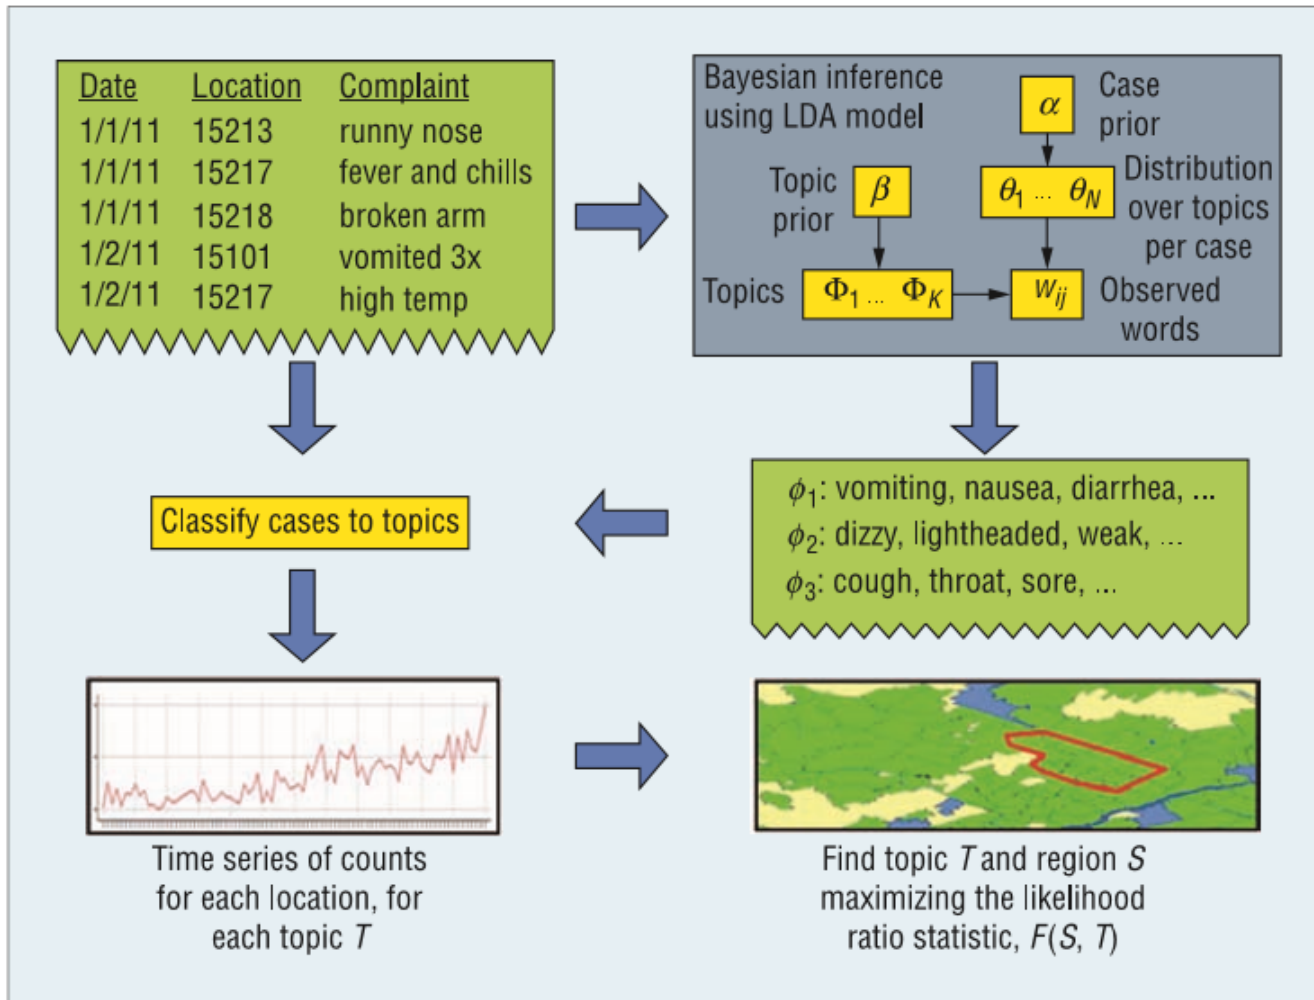 Date Location Complaint
1/1/11 15213 runny nose
1/1/11 15217 fever and chills
1/1/11 15218 broken arm
1/2/11 15101 vomited 3x
1/2/11 15217 high temp
Bayesian inference
using LDA model
α
Case
prior
Topic
prior
β
θ1 ... θN
Distribution
over topics
per case
Topics
Φ1 ... ΦK
wij
Observed
words
ϕ1: vomiting, nausea, diarrhea, ...
ϕ2: dizzy, lightheaded, weak, ...
ϕ3: cough, throat, sore, ...
Classify cases to topics
Time series of counts
for each location, for
each topic T
Find topic T and region S
maximizing the likelihood
ratio statistic, F(S, T)